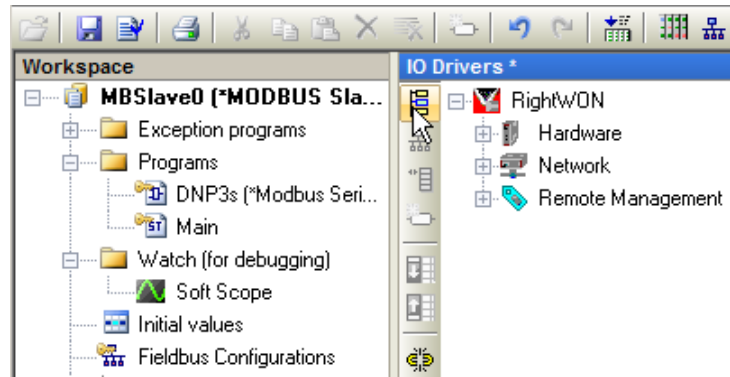 Workspace
MBSlave0 (*MODBUS Sla...
Exception programs
Programs
DNP3s (*Modbus Seri...
ST Main
Watch (for debugging)
Soft Scope
Initial values
Fieldbus Configurations
IO Drivers *
RightWON
Hardware
Network
Remote Management